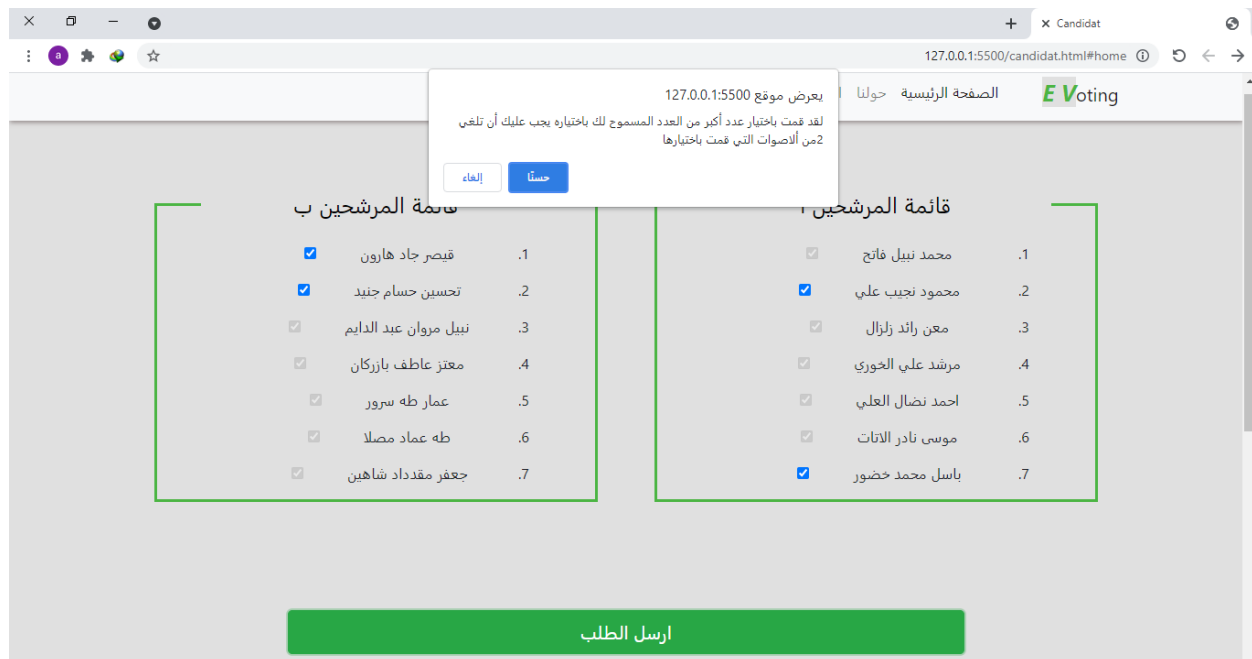 Candidat
127.0.0.1:5500/candidat.html#home
a
E Voting
الصفحة الرئيسية
حولنا
يعرض موقع 127.0.0.1:5500
لقد قمت باختيار عدد أكبر من العدد المسموح لك باختياره يجب عليك أن تلغي
2من ألاصوات التي قمت باختيارها
حسنًا
إلغاء
قائمة المرشحين أ
1. محمد نبيل فاتح
2. محمود نجيب علي
3. معن رائد زلزال
4. مرشد علي الخوري
5. احمد نضال العلي
6. موسى نادر الاتات
7. باسل محمد خضور
قائمة المرشحين ب
1. قيصر جاد هارون
2. تحسين حسام جنيد
3. نبيل مروان عبد الدايم
4. معتز عاطف بازركان
5. عمار طه سرور
6. طه عماد مصلا
7. جعفر مقدداد شاهين
ارسل الطلب